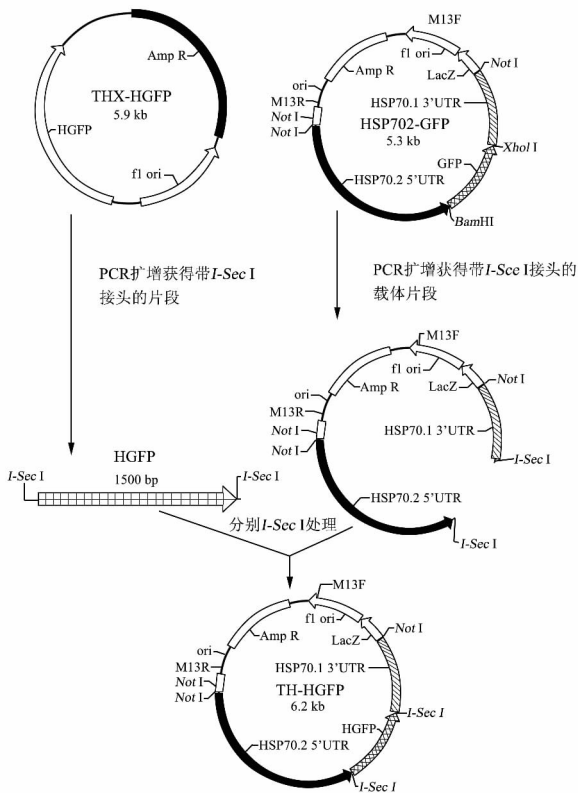 Amp R
THX-HGFP
5.9 kb
HGFP
f1 ori
M13F
f1 ori
Not I
LacZ
Amp R
ori
M13R
Not I
Not I
HSP70.1 3’UTR
HSP702-GFP
5.3 kb
XhoI I
GFP
HSP70.2 5’UTR
BamHI
PCR扩增获得带I-Sec I
接头的片段
PCR扩增获得带I-Sce I接头的
载体片段
M13F
f1 ori
Not I
LacZ
Amp R
ori
M13R
Not I
Not I
HSP70.1 3’UTR
I-Sec I
HSP70.2 5’UTR
I-Sec I
HGFP
1500 bp
I-Sec I
I-Sec I
分别I-Sec I处理
M13F
f1 ori
Not I
LacZ
Amp R
ori
M13R
Not I
Not I
HSP70.1 3’UTR
TH-HGFP
6.2 kb
I-Sec I
HGFP
HSP70.2 5’UTR
I-Sec I